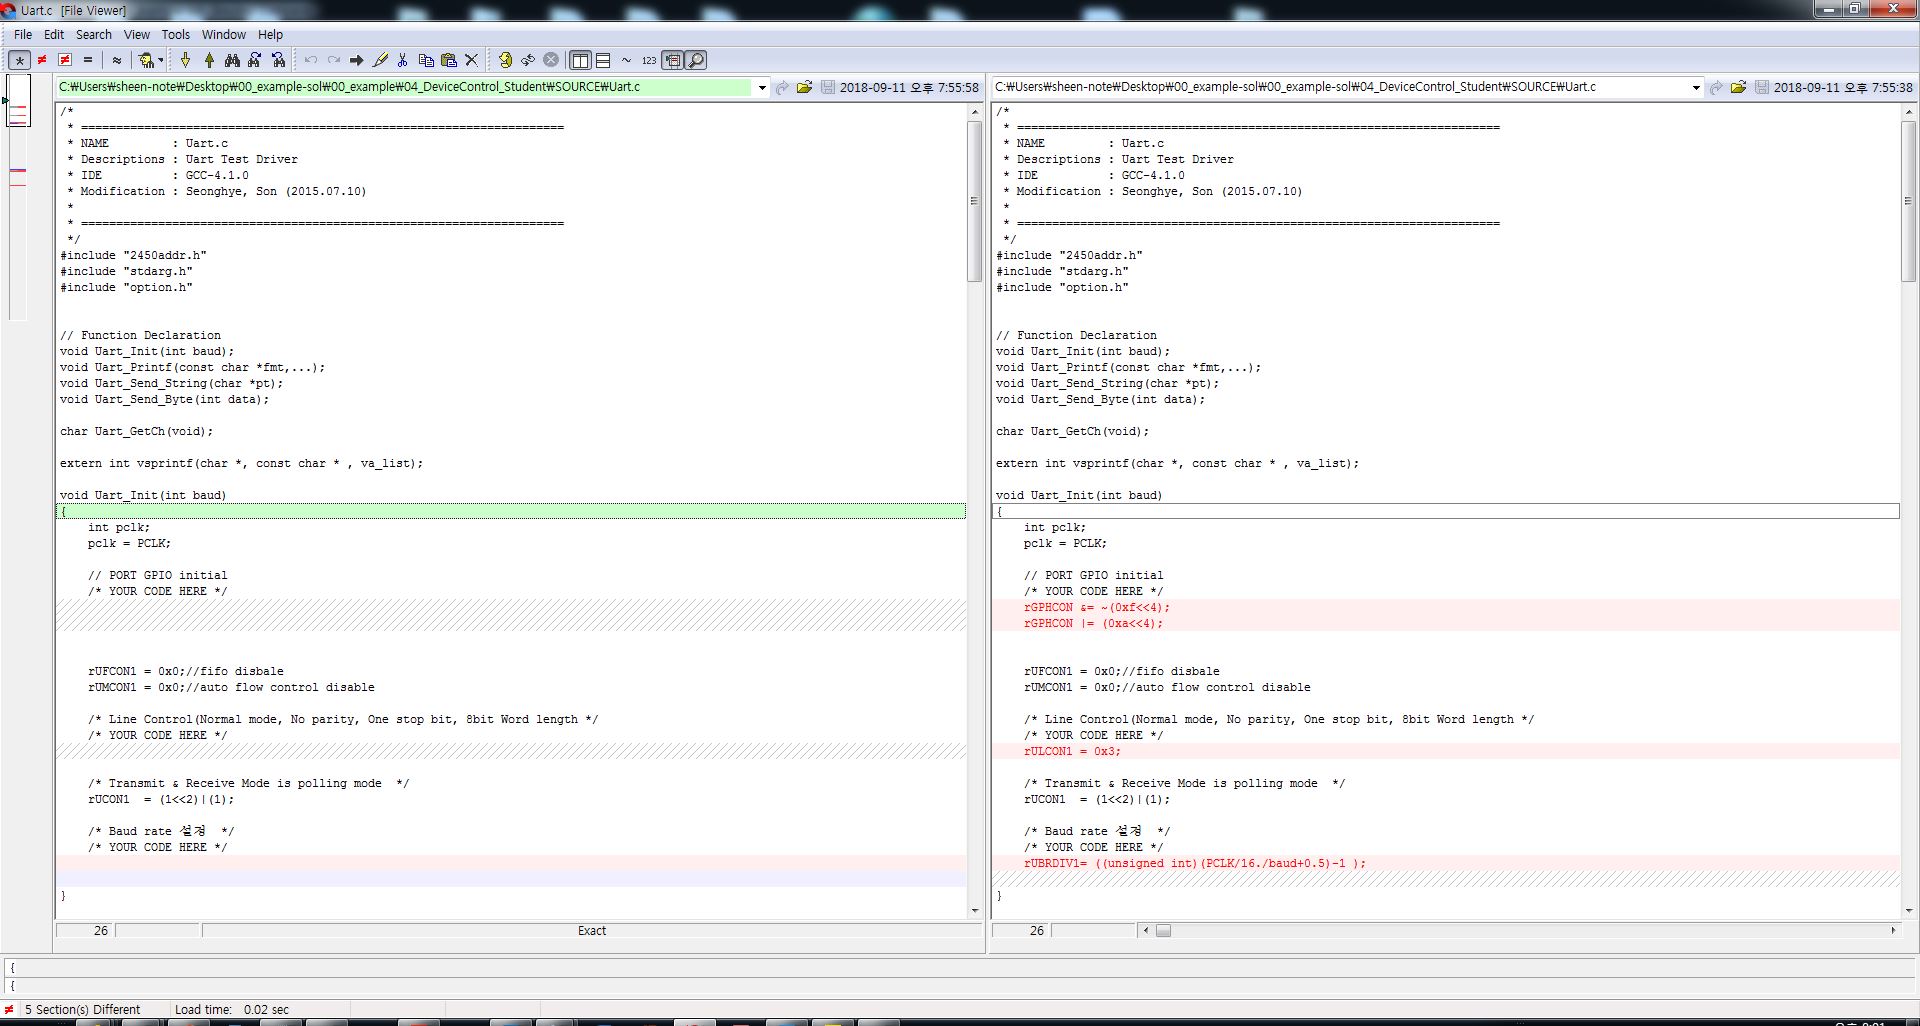 Uart.c [File Viewer]
File Edit Search View Tools Window Help
123
C:₩Users₩sheen-note₩Desktop₩00_example-sol₩00_example₩04_DeviceControl_Student₩SOURCE₩Uart.c
2018-09-11 오후 7:55:58
/*
* =====================================================================
* NAME : Uart.c
* Descriptions : Uart Test Driver
* IDE : GCC-4.1.0
* Modification : Seonghye, Son (2015.07.10)
*
* =====================================================================
*/
#include "2450addr.h"
#include "stdarg.h"
#include "option.h"
// Function Declaration
void Uart_Init(int baud);
void Uart_Printf(const char *fmt,...);
void Uart_Send_String(char *pt);
void Uart_Send_Byte(int data);
char Uart_GetCh(void);
extern int vsprintf(char *, const char * , va_list);
void Uart_Init(int baud)
{
int pclk;
pclk = PCLK;
// PORT GPIO initial
/* YOUR CODE HERE */
rUFCON1 = 0x0;//fifo disbale
rUMCON1 = 0x0;//auto flow control disable
/* Line Control(Normal mode, No parity, One stop bit, 8bit Word length */
/* YOUR CODE HERE */
/* Transmit & Receive Mode is polling mode */
rUCON1 = (1<<2)|(1);
/* Baud rate 설정 */
/* YOUR CODE HERE */
}
26
Exact
C:₩Users₩sheen-note₩Desktop₩00_example-sol₩00_example-sol₩04_DeviceControl_Student₩SOURCE₩Uart.c
2018-09-11 오후 7:55:38
/*
* =====================================================================
* NAME : Uart.c
* Descriptions : Uart Test Driver
* IDE : GCC-4.1.0
* Modification : Seonghye, Son (2015.07.10)
*
* =====================================================================
*/
#include "2450addr.h"
#include "stdarg.h"
#include "option.h"
// Function Declaration
void Uart_Init(int baud);
void Uart_Printf(const char *fmt,...);
void Uart_Send_String(char *pt);
void Uart_Send_Byte(int data);
char Uart_GetCh(void);
extern int vsprintf(char *, const char * , va_list);
void Uart_Init(int baud)
{
int pclk;
pclk = PCLK;
// PORT GPIO initial
/* YOUR CODE HERE */
rGPHCON &= ~(0xf<<4);
rGPHCON |= (0xa<<4);
rUFCON1 = 0x0;//fifo disbale
rUMCON1 = 0x0;//auto flow control disable
/* Line Control(Normal mode, No parity, One stop bit, 8bit Word length */
/* YOUR CODE HERE */
rULCON1 = 0x3;
/* Transmit & Receive Mode is polling mode */
rUCON1 = (1<<2)|(1);
/* Baud rate 설정 */
/* YOUR CODE HERE */
rUBRDIV1= ((unsigned int)(PCLK/16./baud+0.5)-1 );
}
26
{
{
5 Section(s) Different
Load time: 0.02 sec